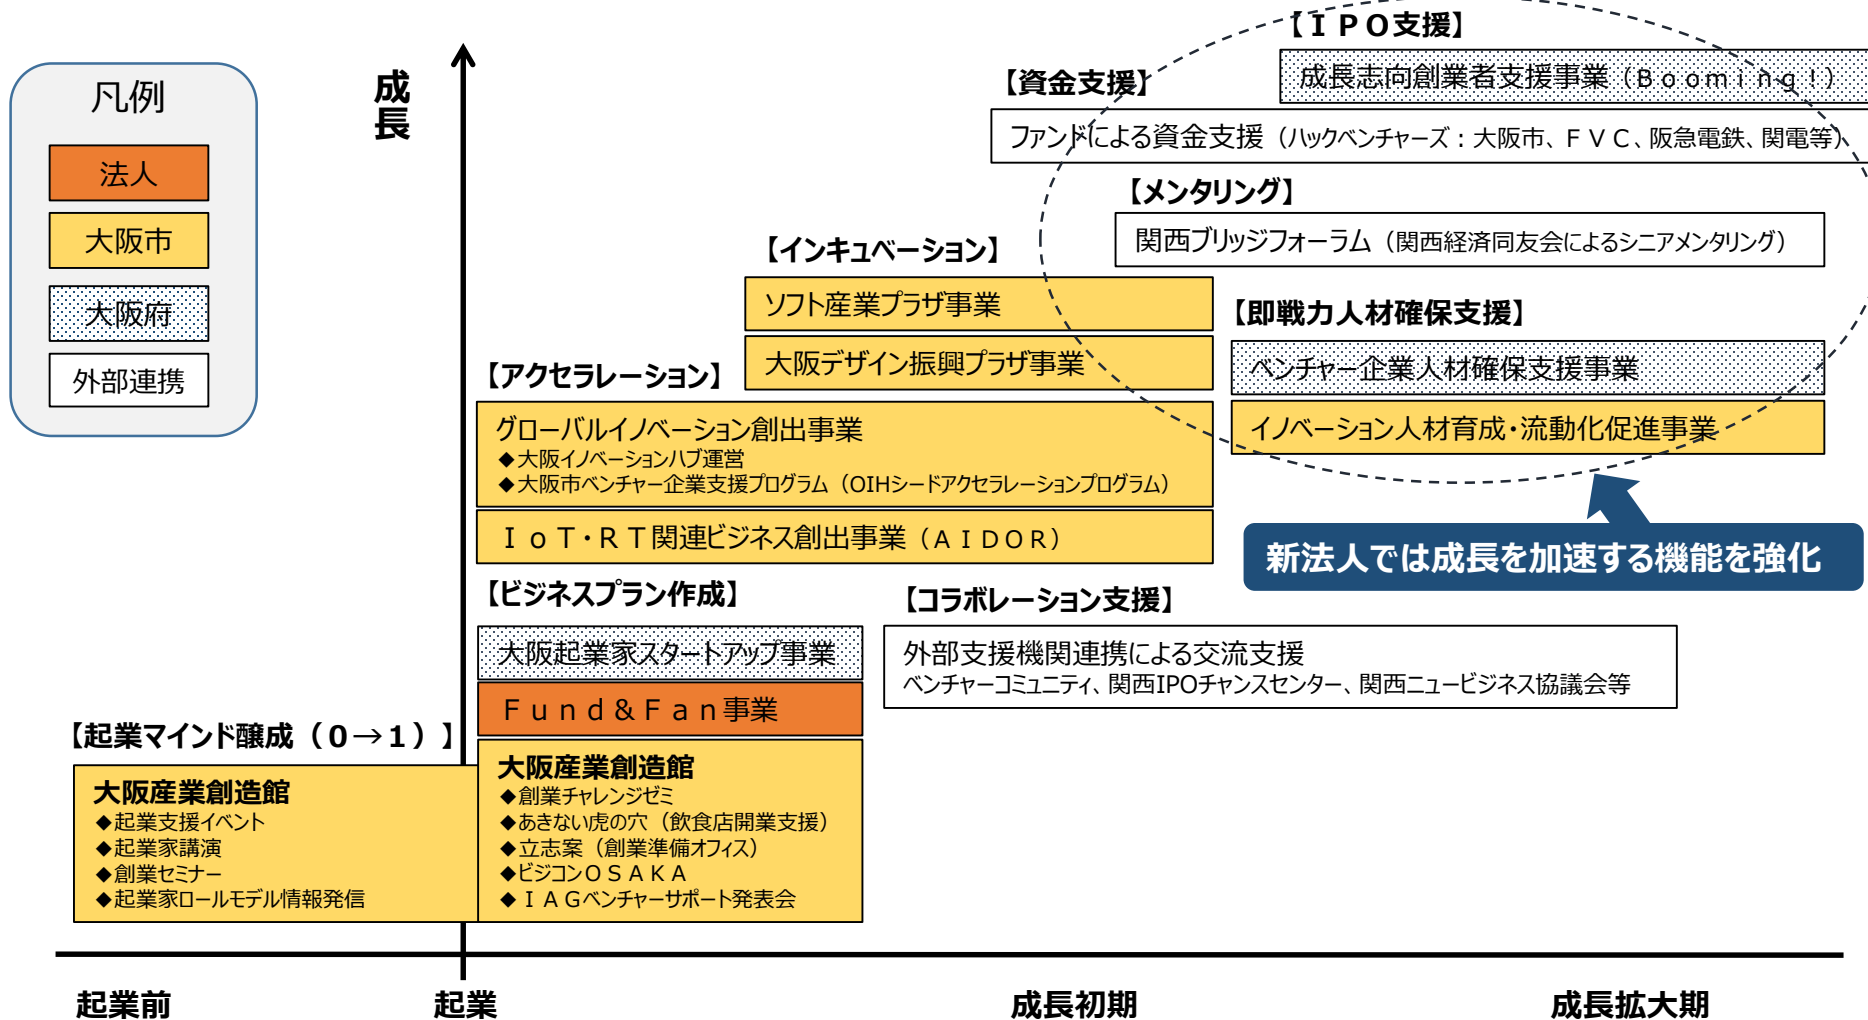 凡例
法人
大阪市
大阪府
外部連携
成長
【ＩＰＯ支援】
成長志向創業者支援事業（Ｂｏｏｍｉｎｇ！）
【資金支援】
ファンドによる資金支援（ハックベンチャーズ：大阪市、ＦＶＣ、阪急電鉄、関電等）
【メンタリング】
関西ブリッジフォーラム（関西経済同友会によるシニアメンタリング）
【インキュベーション】
ソフト産業プラザ事業
大阪デザイン振興プラザ事業
【即戦力人材確保支援】
ベンチャー企業人材確保支援事業
イノベーション人材育成・流動化促進事業
【アクセラレーション】
グローバルイノベーション創出事業
◆大阪イノベーションハブ運営
◆大阪市ベンチャー企業支援プログラム（OIHシードアクセラレーションプログラム）
ＩｏＴ・ＲＴ関連ビジネス創出事業（ＡＩＤＯＲ）
新法人では成長を加速する機能を強化
【ビジネスプラン作成】
大阪起業家スタートアップ事業
Ｆｕｎｄ＆Ｆａｎ事業
大阪産業創造館
◆創業チャレンジゼミ
◆あきない虎の穴（飲食店開業支援）
◆立志案（創業準備オフィス）
◆ビジコンＯＳＡＫＡ
◆ＩＡＧベンチャーサポート発表会
【コラボレーション支援】
外部支援機関連携による交流支援
ベンチャーコミュニティ、関西IPOチャンスセンター、関西ニュービジネス協議会等
【起業マインド醸成（0→1）】
大阪産業創造館
◆起業支援イベント
◆起業家講演
◆創業セミナー
◆起業家ロールモデル情報発信
起業前
起業
成長初期
成長拡大期